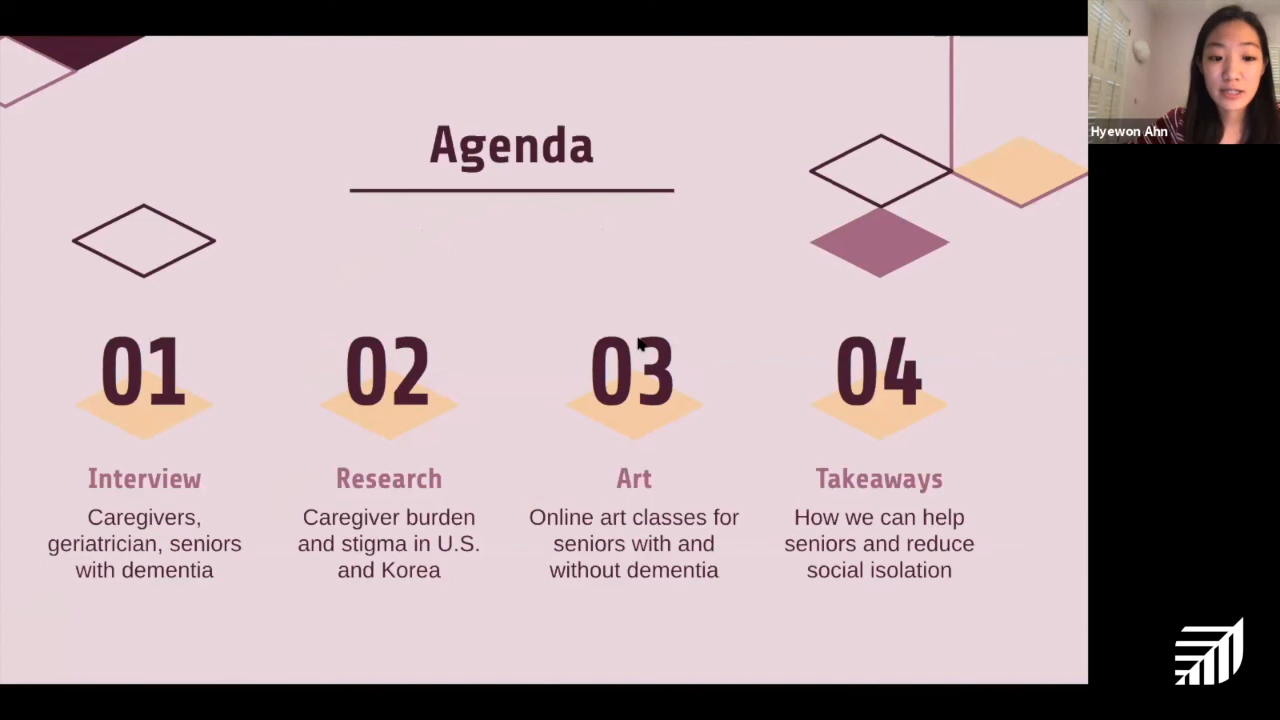 Agenda
Hyewon Ahn
01
02
03
04
Interview
Research
Art
Takeaways
Caregivers,
geriatrician, seniors
with dementia
Caregiver burden
and stigma in U.S.
and Korea
Online art classes for
seniors with and
without dementia
How we can help
seniors and reduce
social isolation